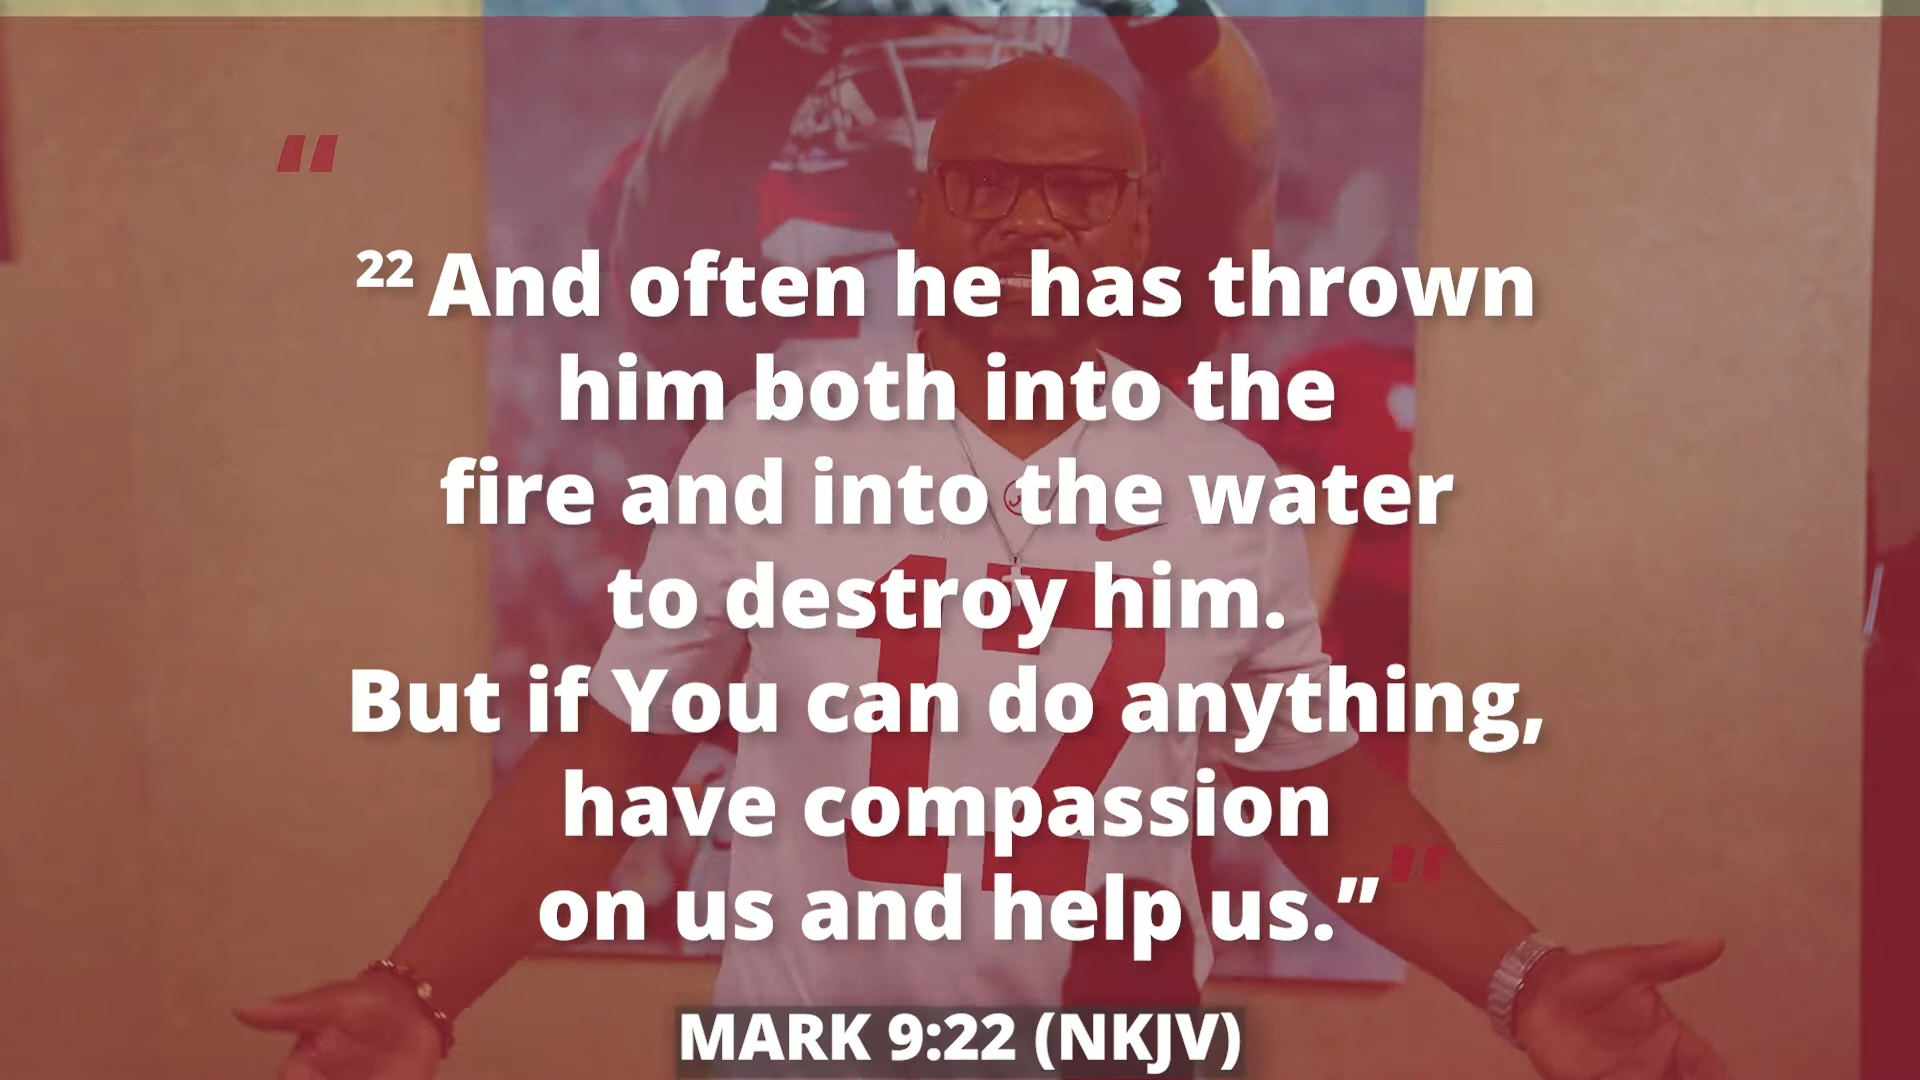 “
22 And often he has thrown
him both into the
fire and into the water
to destroy him.
But if You can do anything,
have compassion
on us and help us.”
”
MARK 9:22 (NKJV)
17